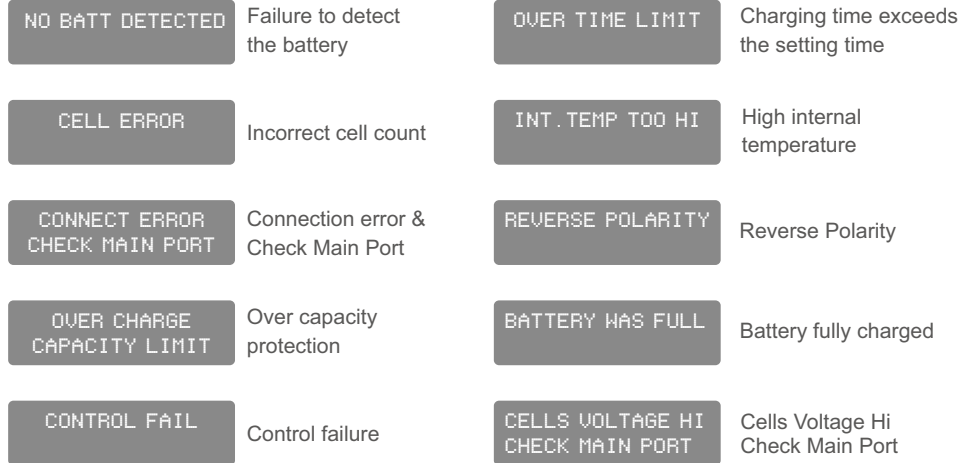 NO BATT DETECTED
Failure to detect
the battery
CELL ERROR
Incorrect cell count
CONNECT ERROR
CHECK MAIN PORT
Connection error &
Check Main Port
OVER CHARGE
CAPACITY LIMIT
Over capacity
protection
CONTROL FAIL
Control failure
OVER TIME LIMIT
Charging time exceeds
the setting time
INT.TEMP TOO HI
High internal
temperature
REVERSE POLARITY
Reverse Polarity
BATTERY WAS FULL
Battery fully charged
CELLS VOLTAGE HI
CHECK MAIN PORT
Cells Voltage Hi
Check Main Port